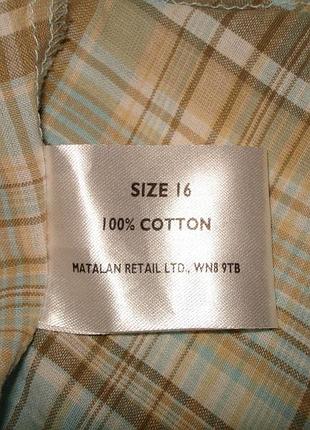 SIZE 16
100% COTTON
MATALAN RETAIL LTD., WN8 9TB